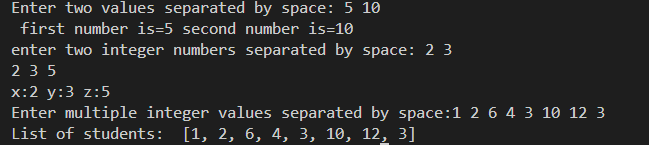 Enter two values separated by space: 5 10
 first number is=5 second number is=10
enter two integer numbers separated by space: 2 3
2 3 5
x:2 y:3 z:5
Enter multiple integer values separated by space:1 2 6 4 3 10 12 3
List of students:  [1, 2, 6, 4, 3, 10, 12, 3]